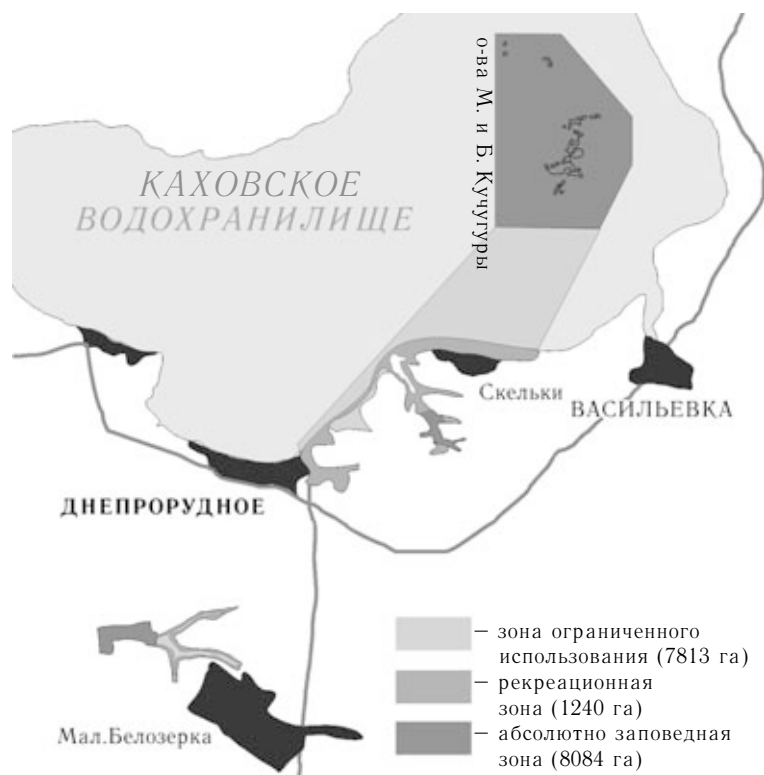 о-ва М. и Б. Кучугуры
КАХОВСКОЕ
ВОДОХРАНИЛИЩЕ
Скельки
ВАСИЛЬЕВКА
ДНЕПРОРУДНОЕ
Мал.Белозерка
– зона ограниченного
использования (7813 га)
– рекреационная
зона (1240 га)
– абсолютно заповедная
зона (8084 га)